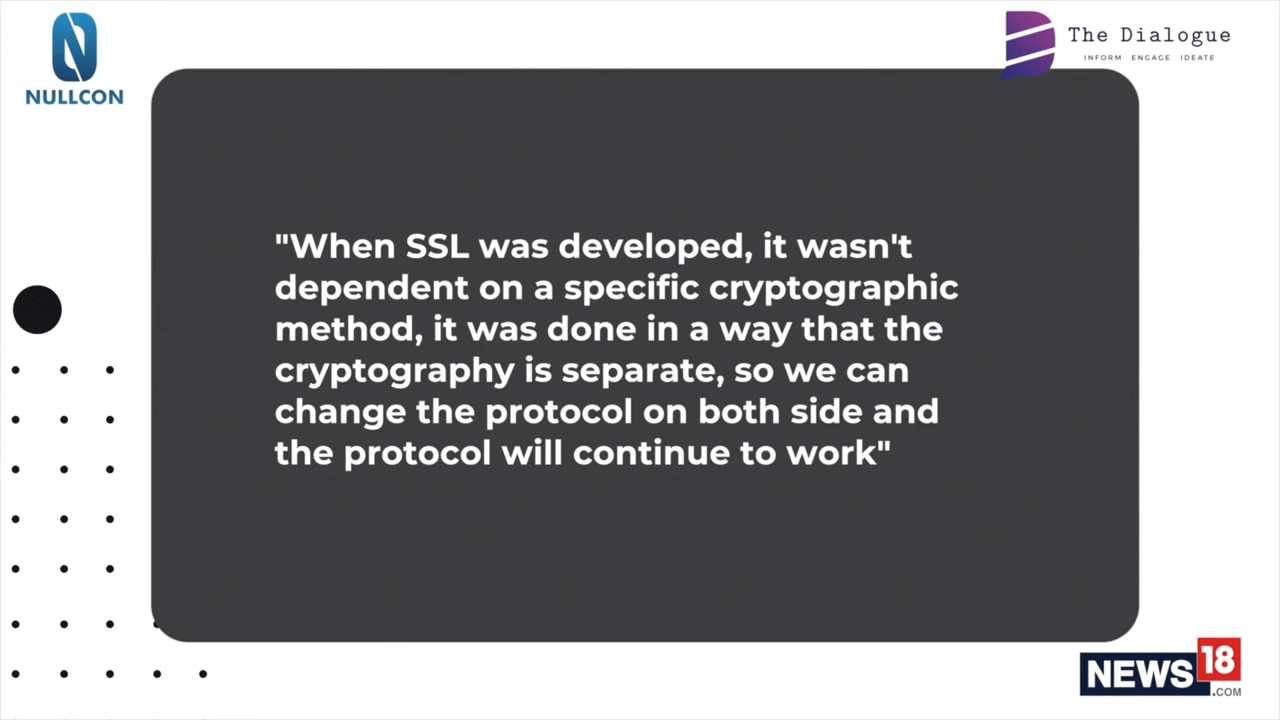 NULLCON
The Dialogue
INFORM ENGAGE IDEATE
"When SSL was developed, it wasn't
dependent on a specific cryptographic
method, it was done in a way that the
cryptography is separate, so we can
change the protocol on both side and
the protocol will continue to work"
NEWS 18
.COM